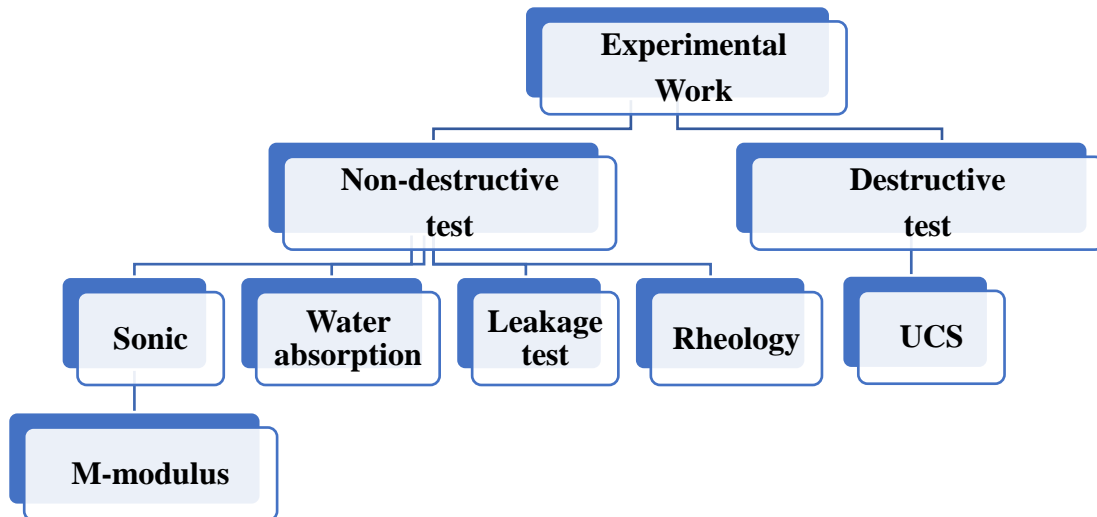 Experimental
Work
Non-destructive
test
Destructive
test
Sonic
Water
absorption
Leakage
test
Rheology
UCS
M-modulus